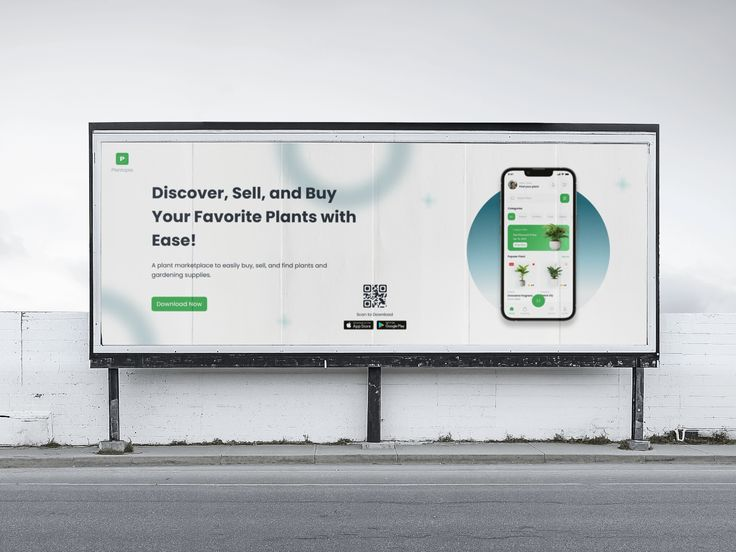 P
Plantopia
Discover, Sell, and Buy
Your Favorite Plants with
Ease!
A plant marketplace to easily buy, sell, and find plants and
gardening supplies.
Download Now
Scan to Download
App Store
Google Play
Find your plant
Categories
Popular Plant